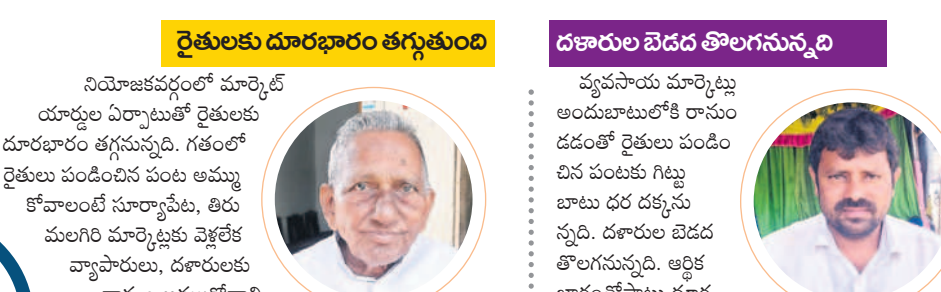 రైతులకు దూరభారం తగ్గుతుంది
నియోజకవర్గంలో మార్కెట్
యార్డుల ఏర్పాటుతో రైతులకు
దూరభారం తగ్గనున్నది. గతంలో
రైతులు పండించిన పంట అమ్ము
కోవాలంటే సూర్యాపేట, తిరు
మలగిరి మార్కెట్లకు వెళ్లలేక
వ్యాపారులు, దళారులకు
దళారుల బెడద తొలగనున్నది
వ్యవసాయ మార్కెట్లు
అందుబాటులోకి రానుం
డడంతో రైతులు పండిం
చిన పంటకు గిట్టు
బాటు ధర దక్కను
న్నది. దళారుల బెడద
తొలగనున్నది. ఆర్థిక